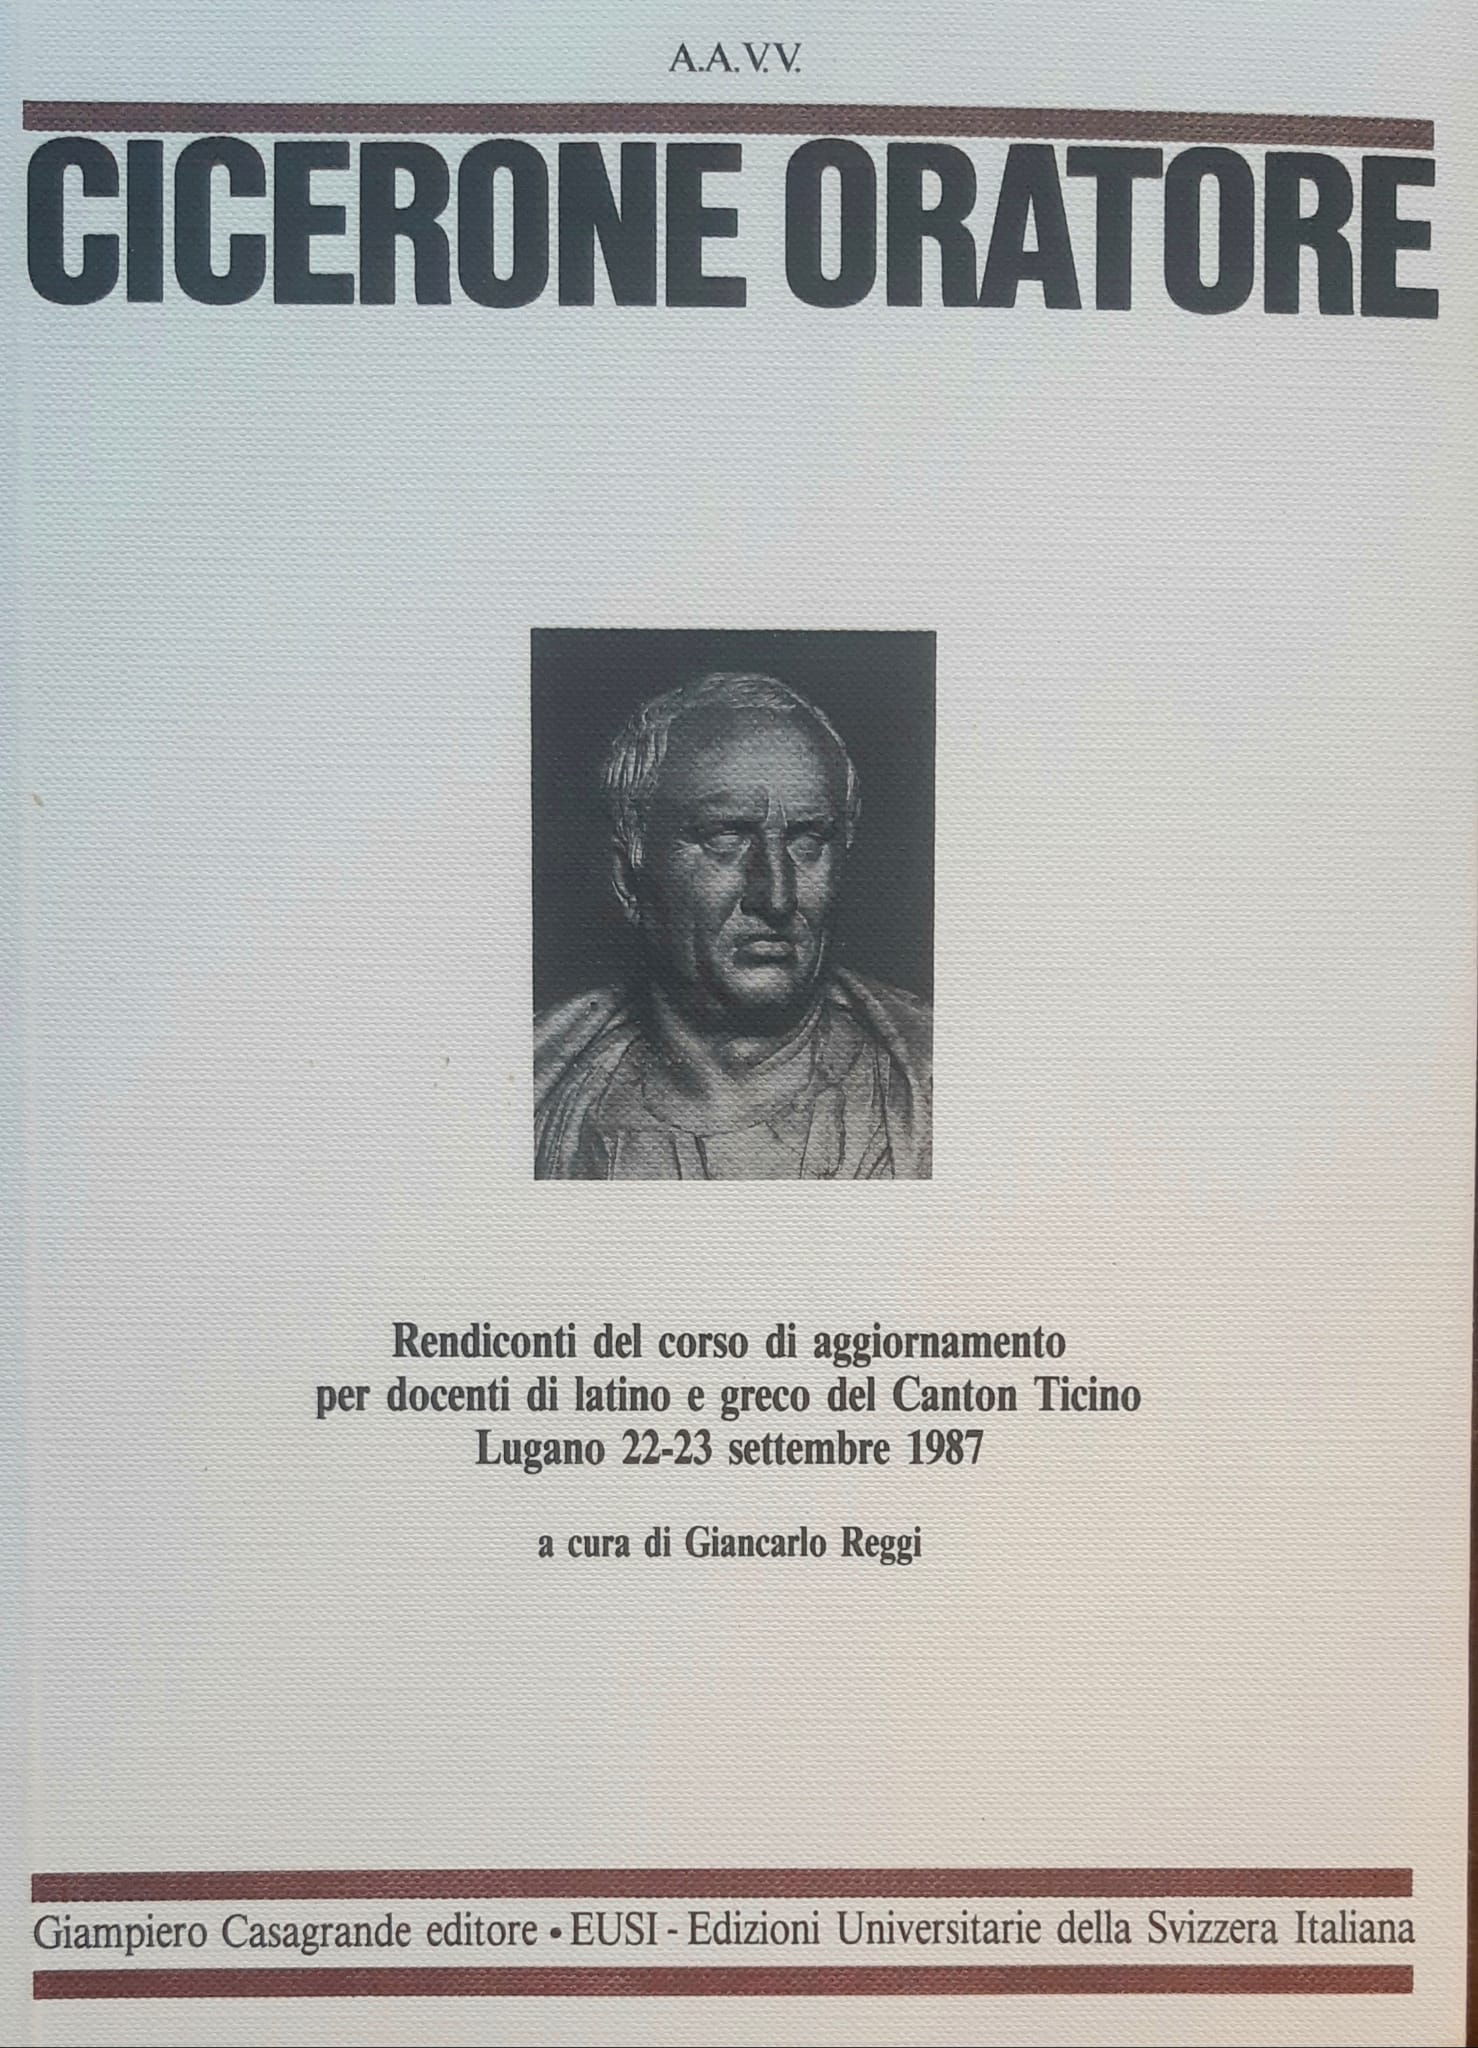 A.A.V.V.
CICERONE ORATORE
Rendiconti del corso di aggiornamento
per docenti di latino e greco del Canton Ticino
Lugano 22-23 settembre 1987
a cura di Giancarlo Reggi
Giampiero Casagrande editore • EUSI - Edizioni Universitarie della Svizzera Italiana